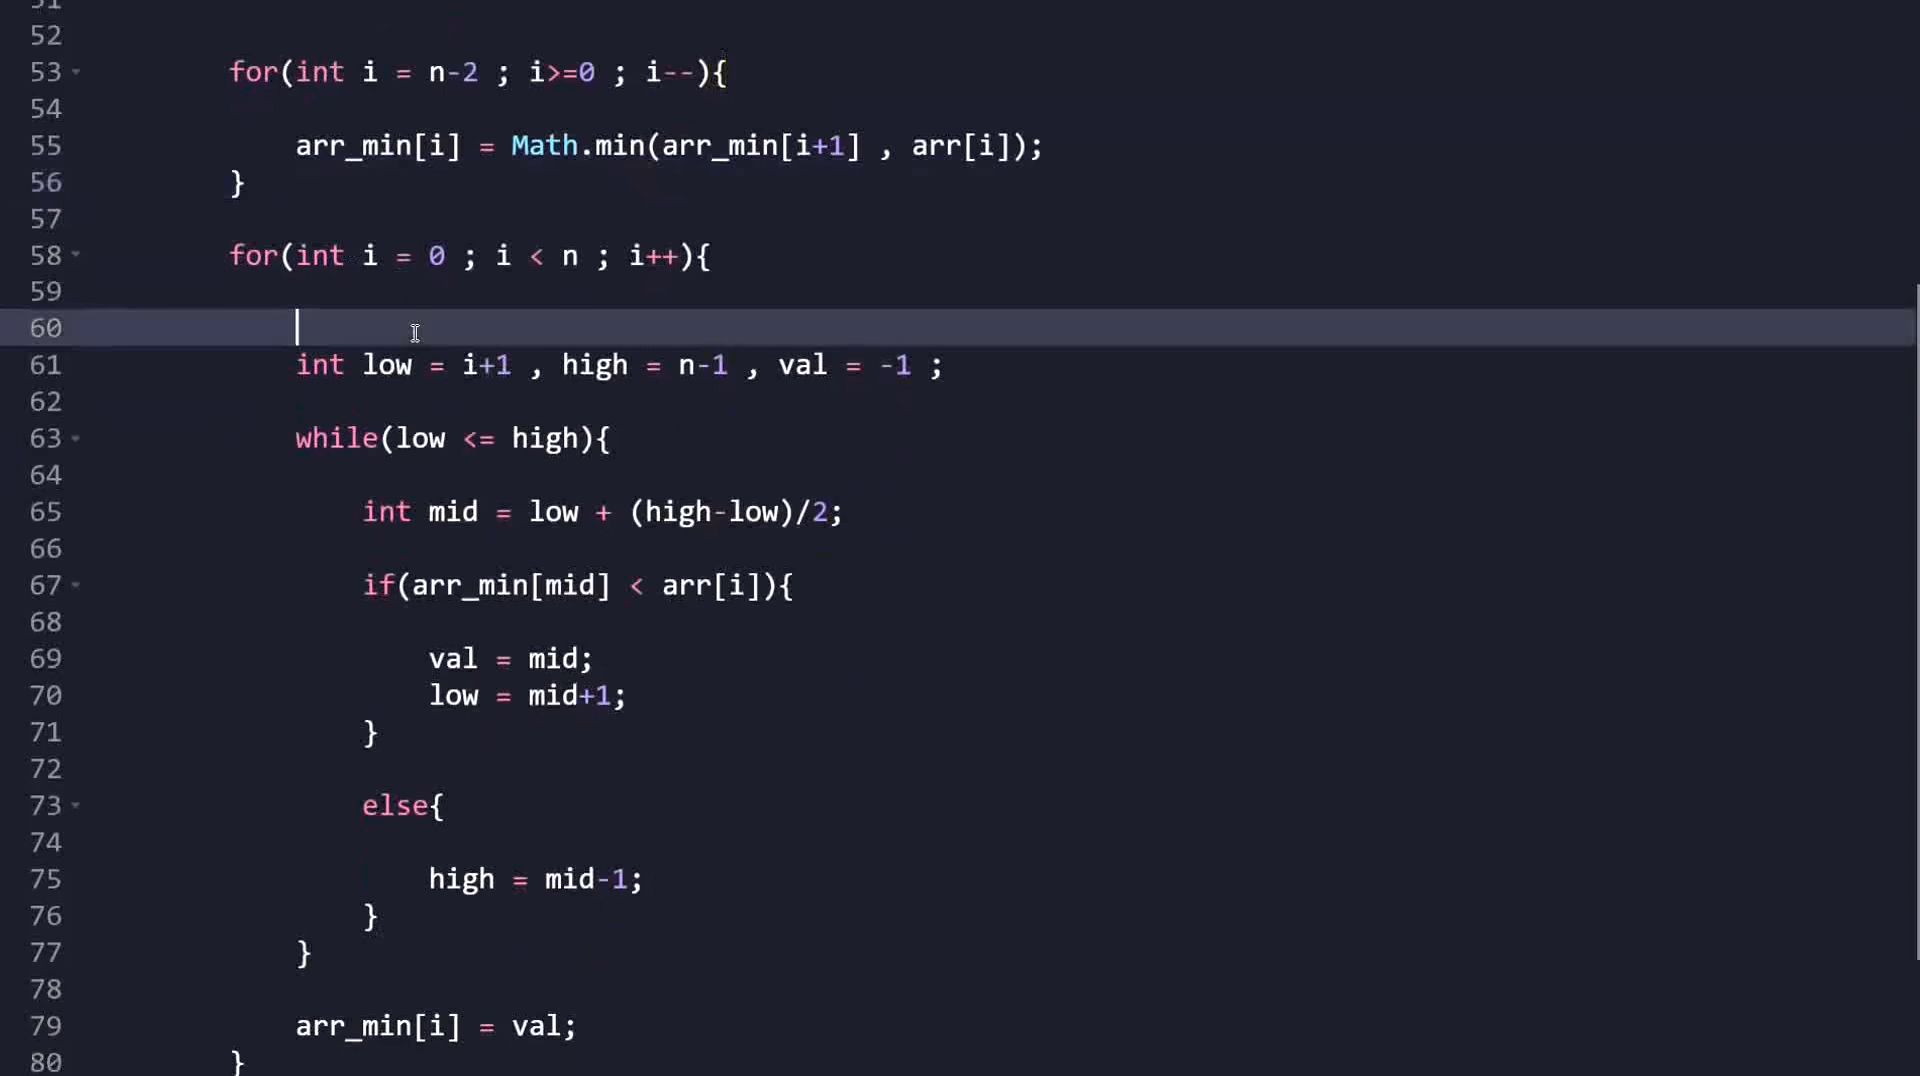 51
52
53 for(int i = n-2 ; i>=0 ; i--){
54
55 arr_min[i] = Math.min(arr_min[i+1] , arr[i]);
56 }
57
58 for(int i = 0 ; i < n ; i++){
59
60
61 int low = i+1 , high = n-1 , val = -1 ;
62
63 while(low <= high){
64
65 int mid = low + (high-low)/2;
66
67 if(arr_min[mid] < arr[i]){
68
69 val = mid;
70 low = mid+1;
71 }
72
73 else{
74
75 high = mid-1;
76 }
77 }
78
79 arr_min[i] = val;
80 }